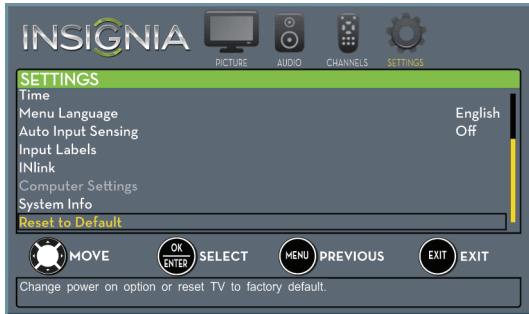 INSIGNIA
PICTURE AUDIO CHANNELS SETTINGS
SETTINGS
Time
Menu Language English
Auto Input Sensing Off
Input Labels
INlink
Computer Settings
System Info
Reset to Default
MOVE OK ENTER SELECT MENU PREVIOUS EXIT EXIT
Change power on option or reset TV to factory default.